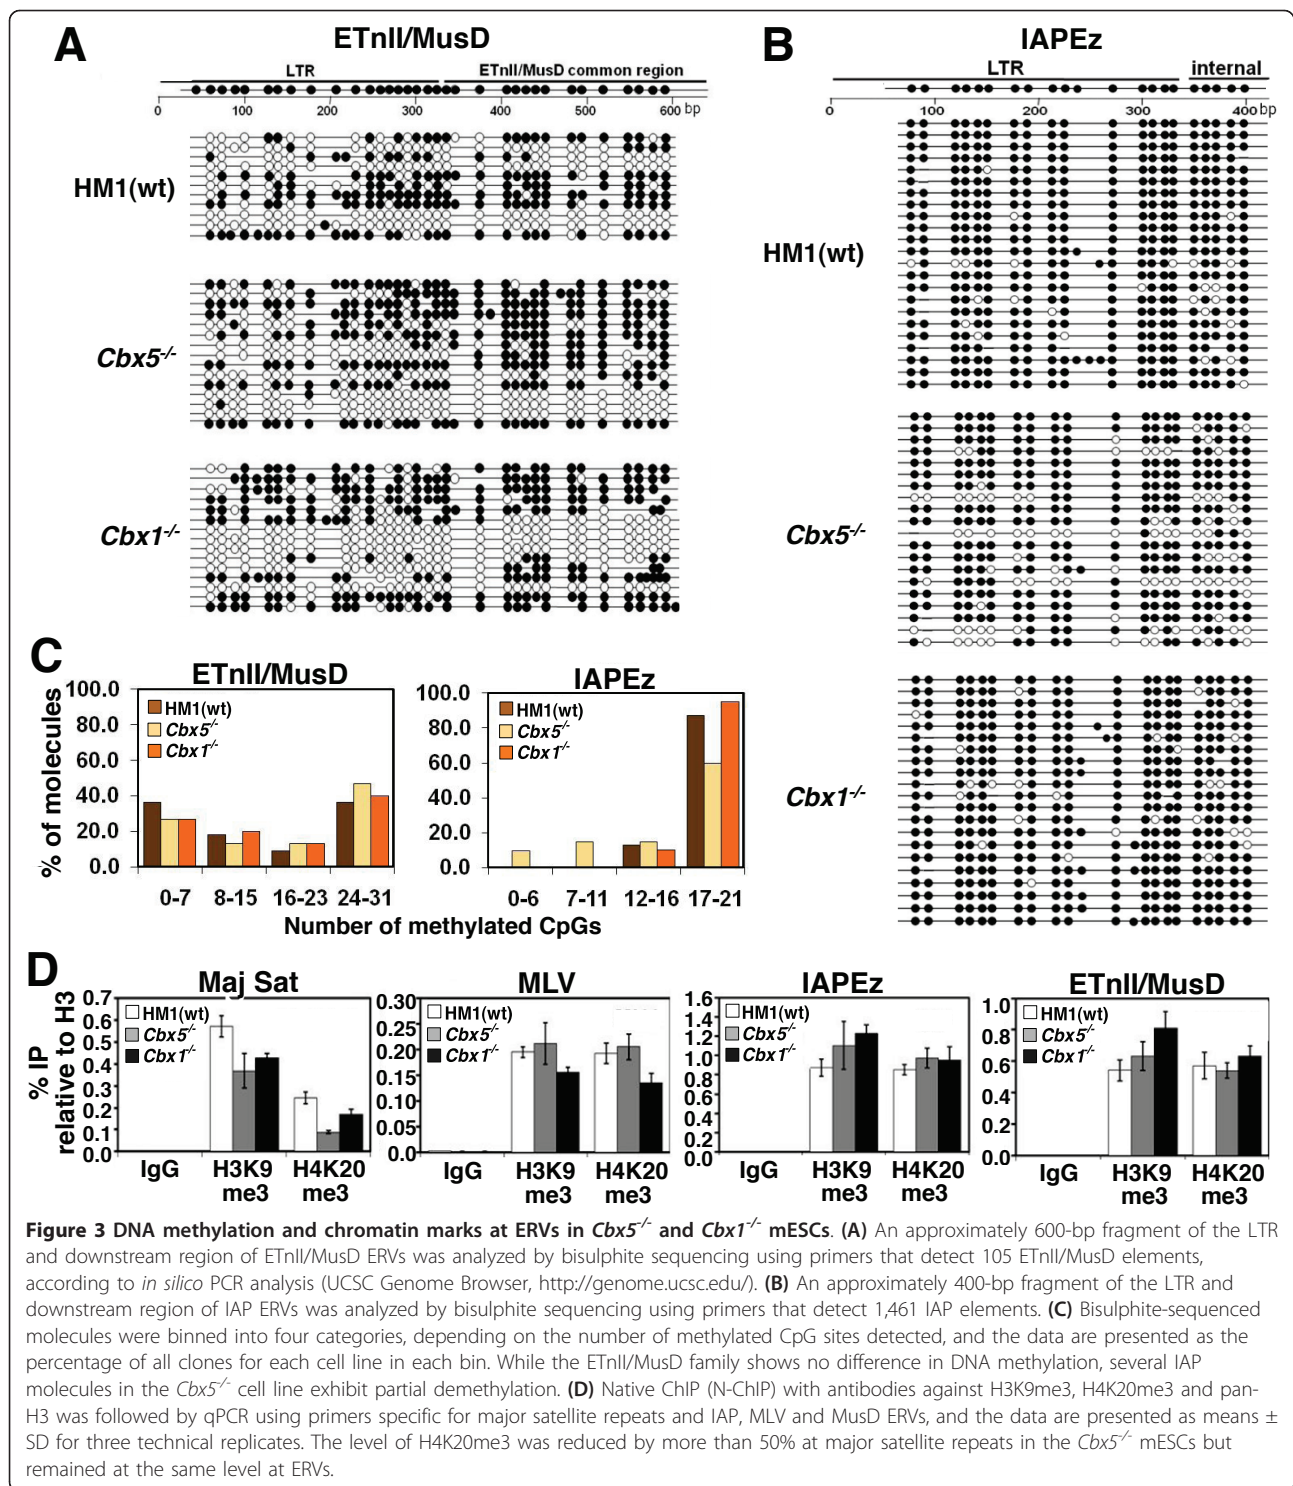 A
ETnII/MusD
LTR
ETnII/MusD common region
0 100 200 300 400 500 600 bp
HM1(wt)
Cbx5-/-
Cbx1-/-
B
IAPEz
LTR
internal
0 100 200 300 400 bp
HM1(wt)
Cbx5-/-
Cbx1-/-
C
ETnII/MusD
% of molecules
100.0
80.0
60.0
40.0
20.0
0.0
HM1(wt)
Cbx5-/-
Cbx1-/-
0-7 8-15 16-23 24-31
IAPEz
100.0
80.0
60.0
40.0
20.0
0.0
HM1(wt)
Cbx5-/-
Cbx1-/-
0-6 7-11 12-16 17-21
Number of methylated CpGs
D
Maj Sat
% IP
relative to H3
0.7
0.6
0.5
0.4
0.3
0.2
0.1
0.0
HM1(wt)
Cbx5-/-
Cbx1-/-
IgG H3K9 H4K20
me3 me3
MLV
0.30
0.25
0.20
0.15
0.10
0.05
0.0
HM1(wt)
Cbx5-/-
Cbx1-/-
IgG H3K9 H4K20
me3 me3
IAPEz
1.6
1.4
1.2
1.0
0.8
0.6
0.4
0.2
0.0
HM1(wt)
Cbx5-/-
Cbx1-/-
IgG H3K9 H4K20
me3 me3
ETnII/MusD
1.0
0.8
0.6
0.4
0.2
0.0
HM1(wt)
Cbx5-/-
Cbx1-/-
IgG H3K9 H4K20
me3 me3
Figure 3 DNA methylation and chromatin marks at ERVs in Cbx5-/- and Cbx1-/- mESCs. (A) An approximately 600-bp fragment of the LTR
and downstream region of ETnII/MusD ERVs was analyzed by bisulphite sequencing using primers that detect 105 ETnII/MusD elements,
according to in silico PCR analysis (UCSC Genome Browser, http://genome.ucsc.edu/). (B) An approximately 400-bp fragment of the LTR and
downstream region of IAP ERVs was analyzed by bisulphite sequencing using primers that detect 1,461 IAP elements. (C) Bisulphite-sequenced
molecules were binned into four categories, depending on the number of methylated CpG sites detected, and the data are presented as the
percentage of all clones for each cell line in each bin. While the ETnII/MusD family shows no difference in DNA methylation, several IAP
molecules in the Cbx5-/- cell line exhibit partial demethylation. (D) Native ChIP (N-ChIP) with antibodies against H3K9me3, H4K20me3 and pan-
H3 was followed by qPCR using primers specific for major satellite repeats and IAP, MLV and MusD ERVs, and the data are presented as means ±
SD for three technical replicates. The level of H4K20me3 was reduced by more than 50% at major satellite repeats in the Cbx5-/- mESCs but
remained at the same level at ERVs.